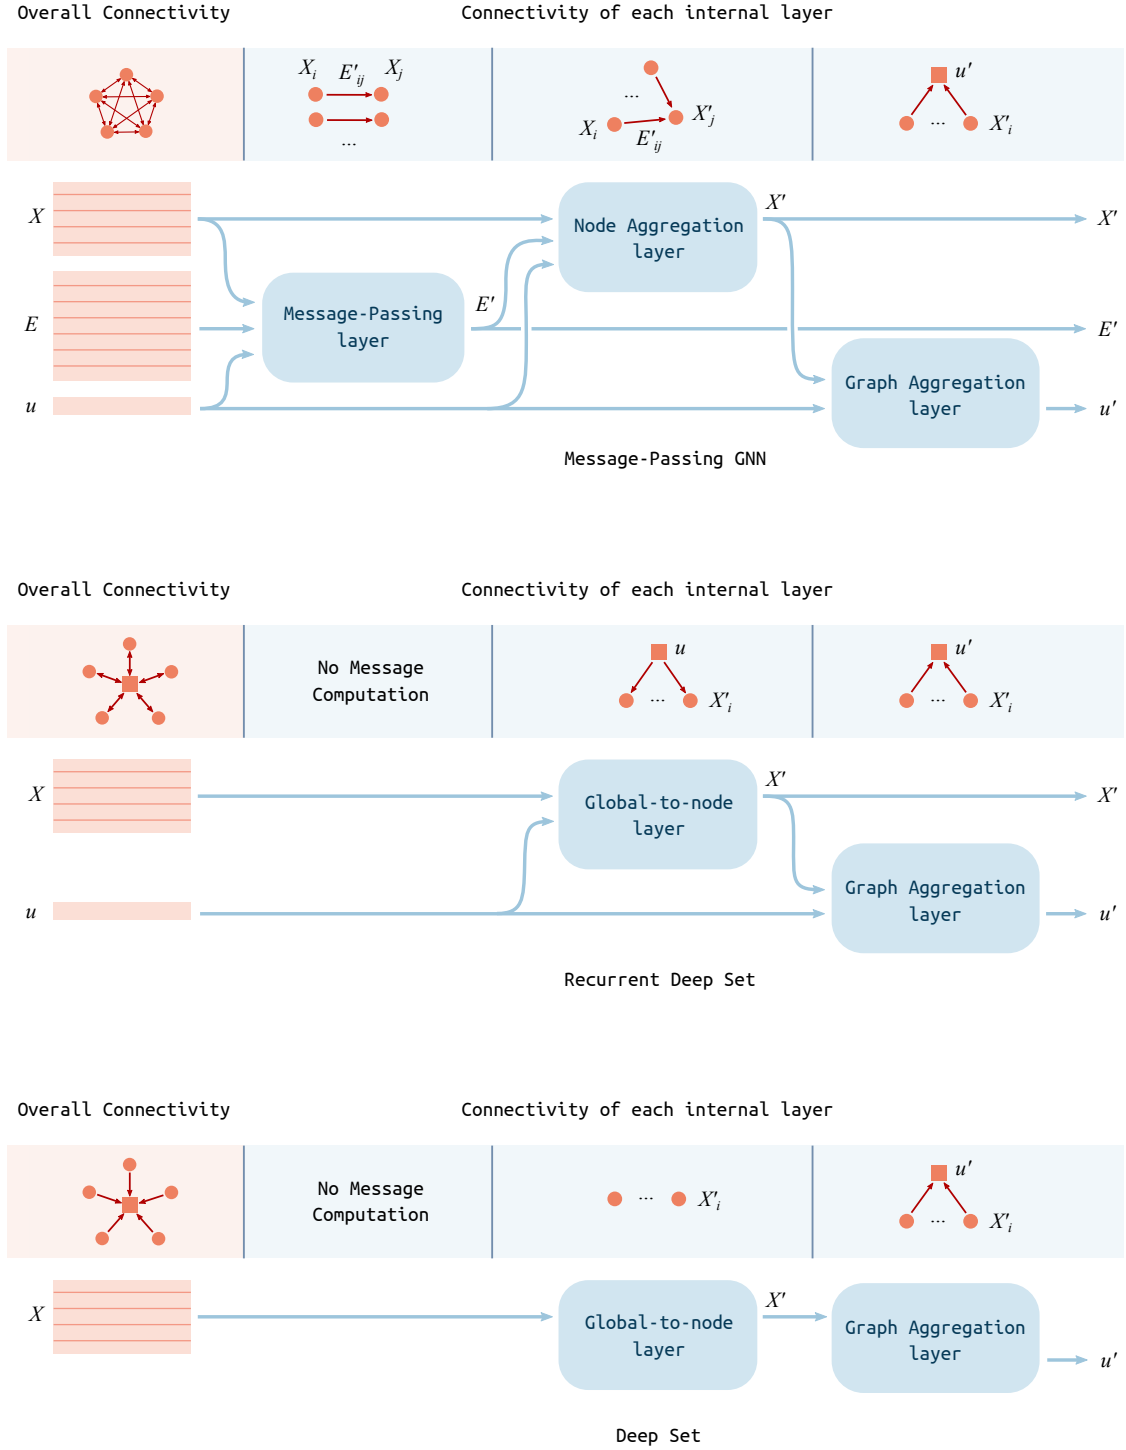 Overall Connectivity
Connectivity of each internal layer
X_i E'_ij X_j
...
...
X_i E'_ij X'_j
u'
... X'_i
X
E
u
Message-Passing
layer
E'
Node Aggregation
layer
X'
Graph Aggregation
layer
X'
E'
u'
Message-Passing GNN
Overall Connectivity
Connectivity of each internal layer
No Message
Computation
u
... X'_i
u'
... X'_i
X
u
Global-to-node
layer
X'
Graph Aggregation
layer
X'
u'
Recurrent Deep Set
Overall Connectivity
Connectivity of each internal layer
No Message
Computation
... X'_i
u'
... X'_i
X
Global-to-node
layer
X'
Graph Aggregation
layer
u'
Deep Set